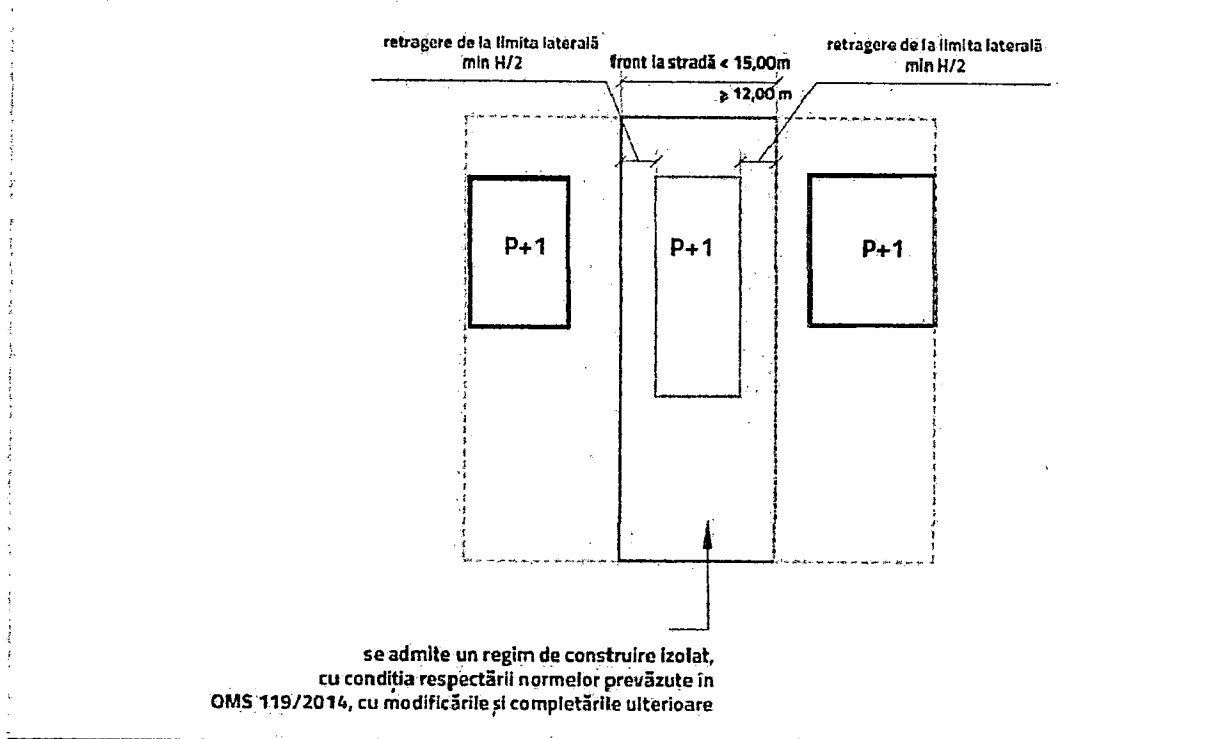 retragere de la limita laterală
min H/2
front la stradă < 15,00m
⩾ 12,00 m
retragere de la limita laterală
min H/2
P+1
P+1
P+1
se admite un regim de construire izolat,
cu condiția respectării normelor prevăzute în
OMS 119/2014, cu modificările și completările ulterioare